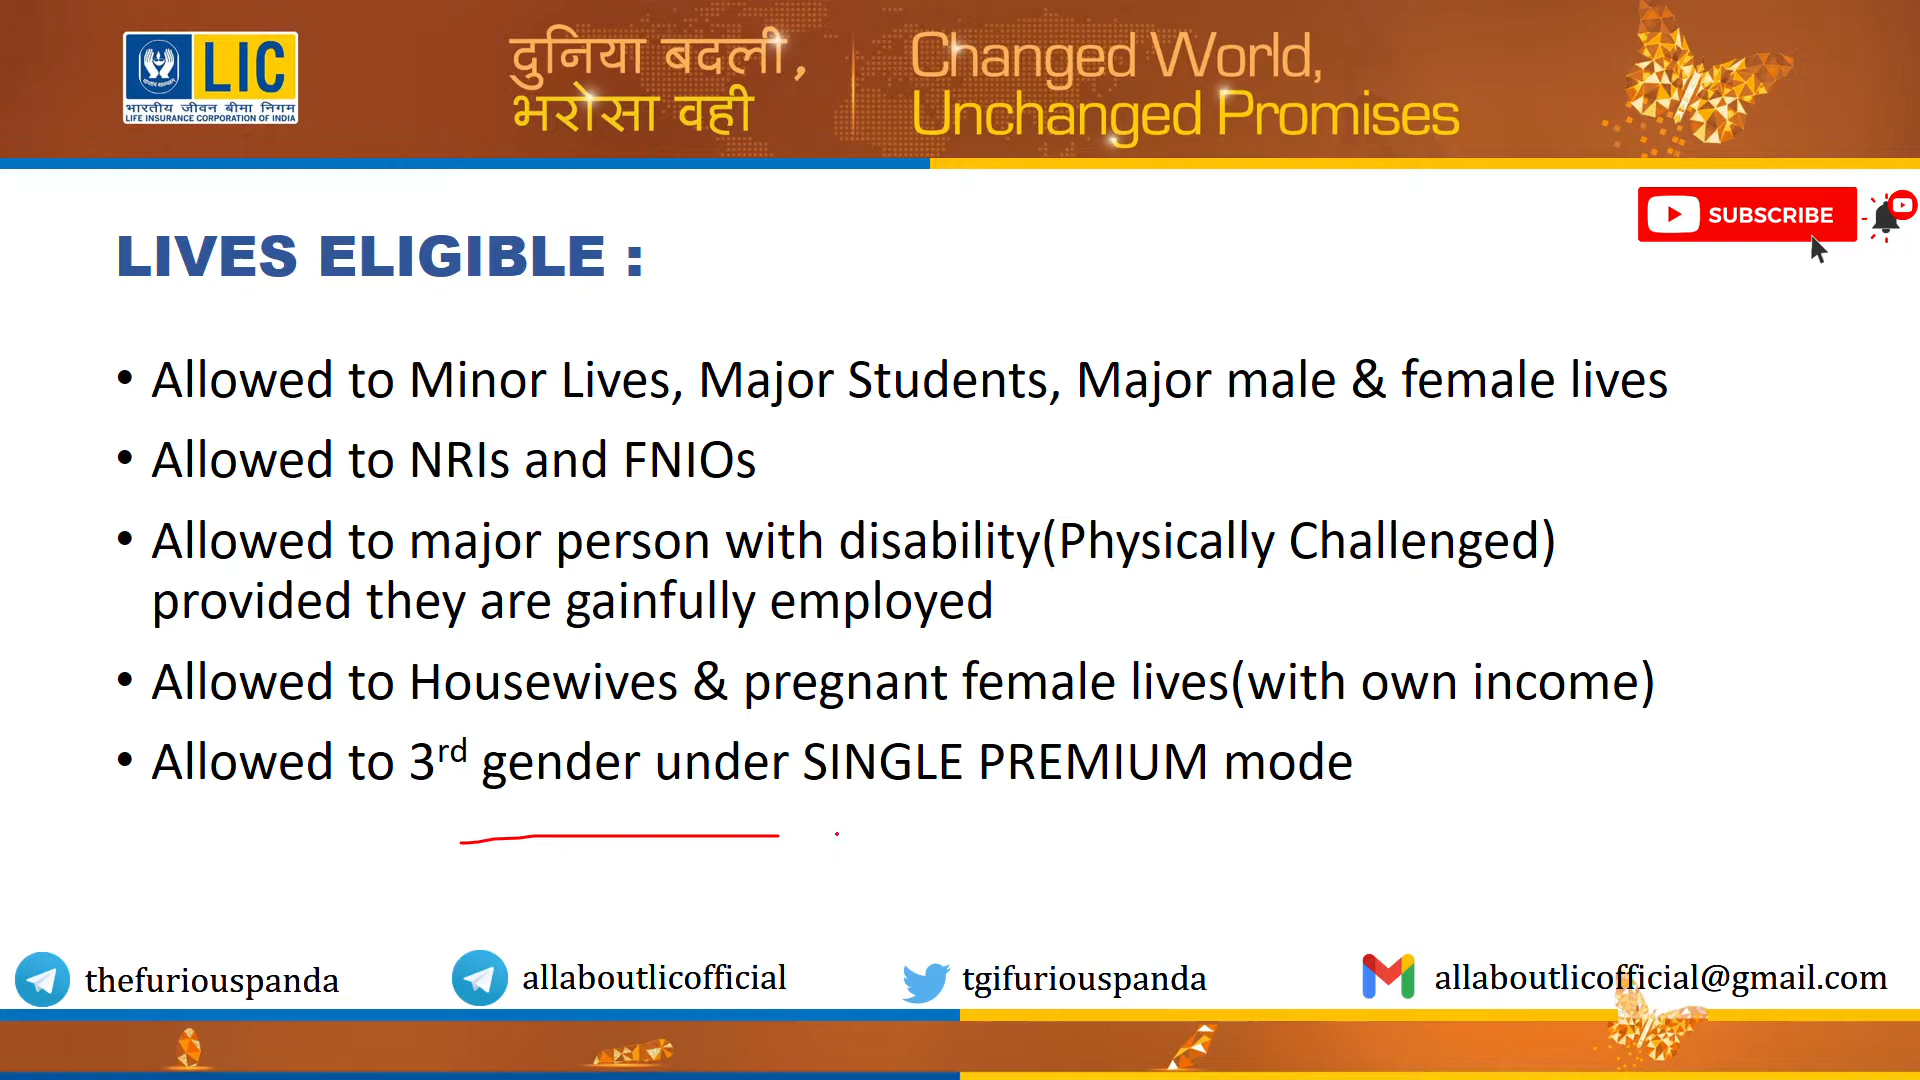 LIC
भारतीय जीवन बीमा निगम
LIFE INSURANCE CORPORATION OF INDIA
दुनिया बदली,
भरोसा वही
Changed World,
Unchanged Promises
SUBSCRIBE
LIVES ELIGIBLE :
• Allowed to Minor Lives, Major Students, Major male & female lives
• Allowed to NRIs and FNIOs
• Allowed to major person with disability(Physically Challenged)
provided they are gainfully employed
• Allowed to Housewives & pregnant female lives(with own income)
• Allowed to 3rd gender under SINGLE PREMIUM mode
thefuriouspanda
allaboutlicofficial
tgifuriouspanda
allaboutlicofficial@gmail.com